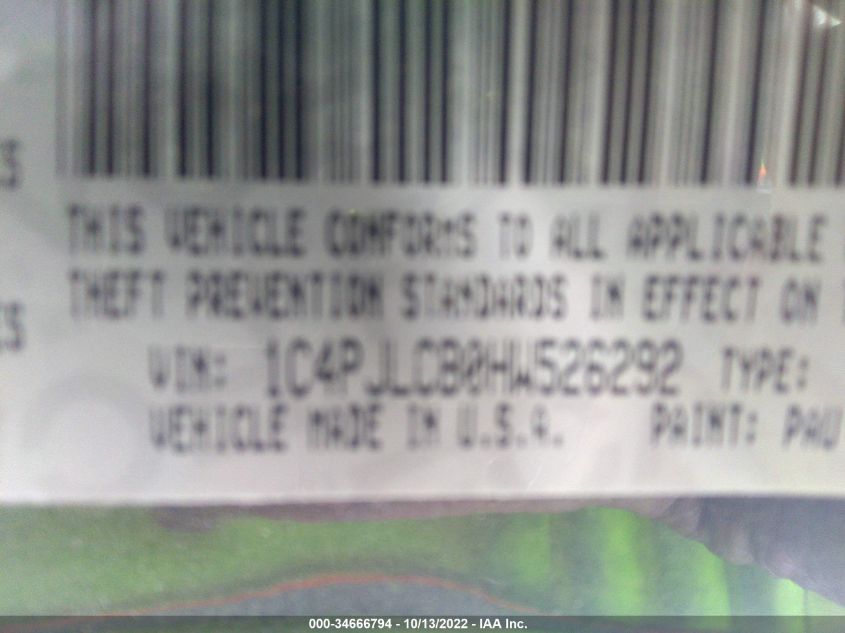 THIS VEHICLE CONFORMS TO ALL APPLICABLE
THEFT PREVENTION STANDARDS IN EFFECT ON
VIN: 1C4PJLCB0HW526292 TYPE:
VEHICLE MADE IN U.S.A. PAINT: PAU
000-34666794 - 10/13/2022 - IAA Inc.